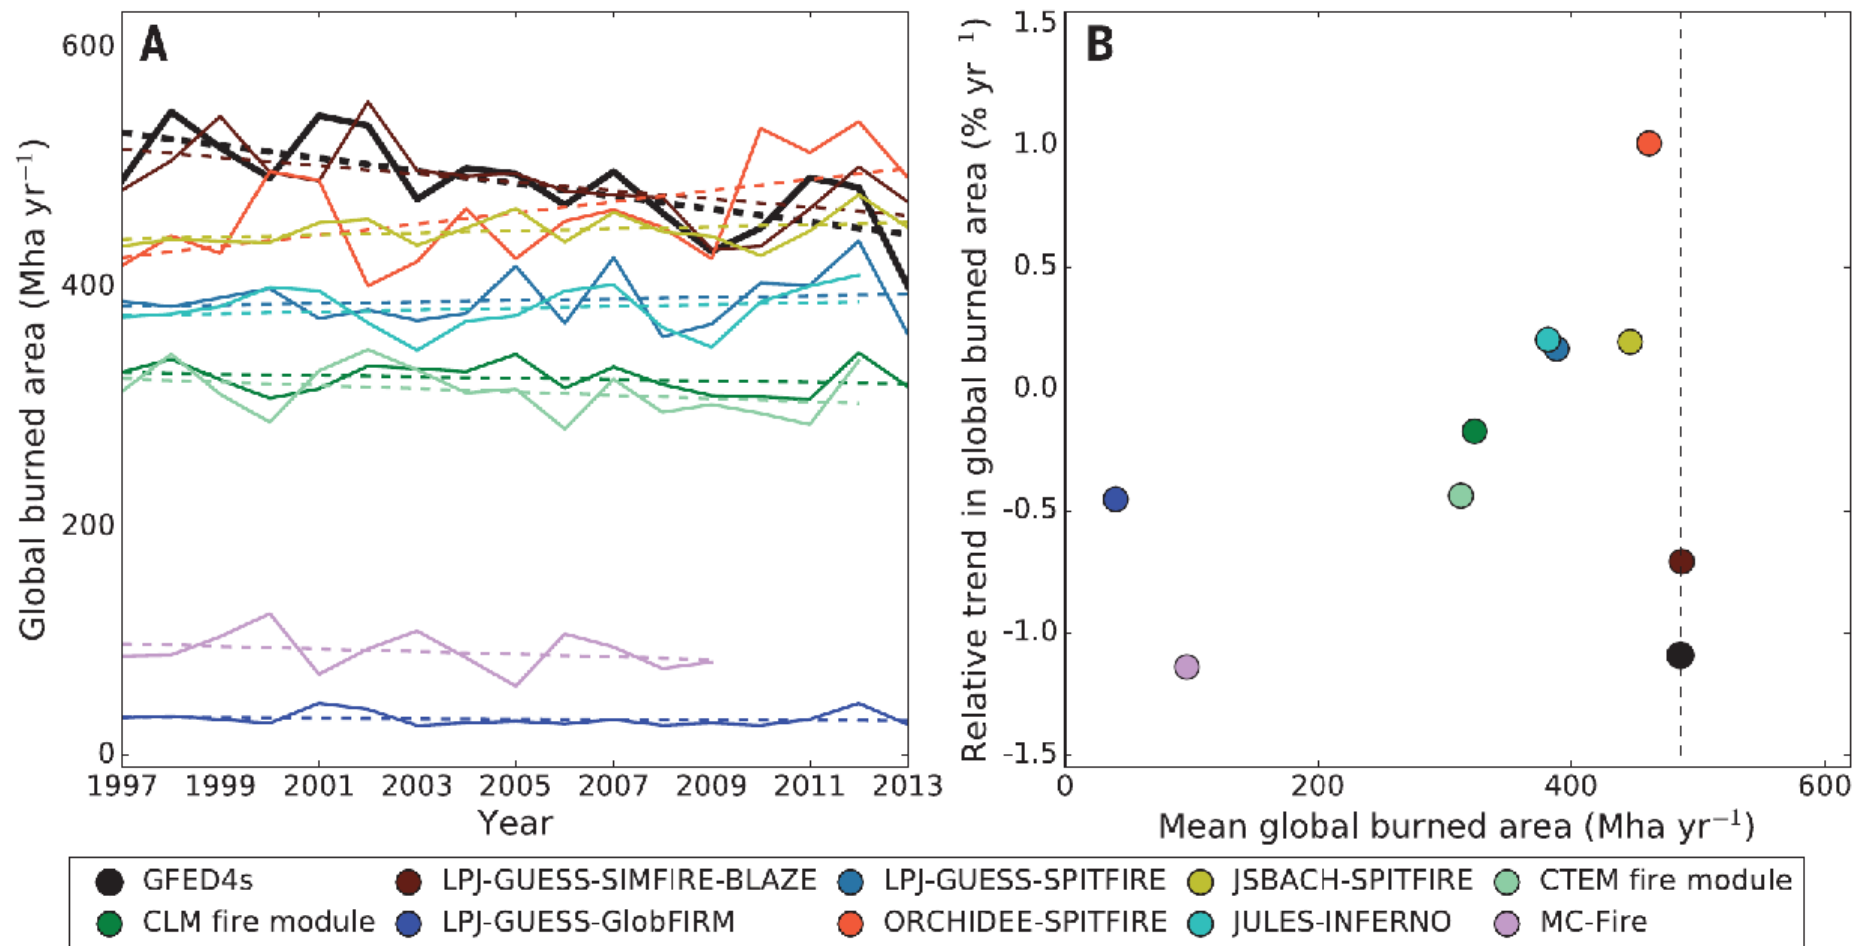 A
600
400
200
0
Global burned area (Mha yr⁻¹)
1997 1999 2001 2003 2005 2007 2009 2011 2013
Year
B
1.5
1.0
0.5
0.0
-0.5
-1.0
-1.5
Relative trend in global burned area (% yr ¹)
0 200 400 600
Mean global burned area (Mha yr⁻¹)
GFED4s LPJ-GUESS-SIMFIRE-BLAZE LPJ-GUESS-SPITFIRE JSBACH-SPITFIRE CTEM fire module
CLM fire module LPJ-GUESS-GlobFIRM ORCHIDEE-SPITFIRE JULES-INFERNO MC-Fire